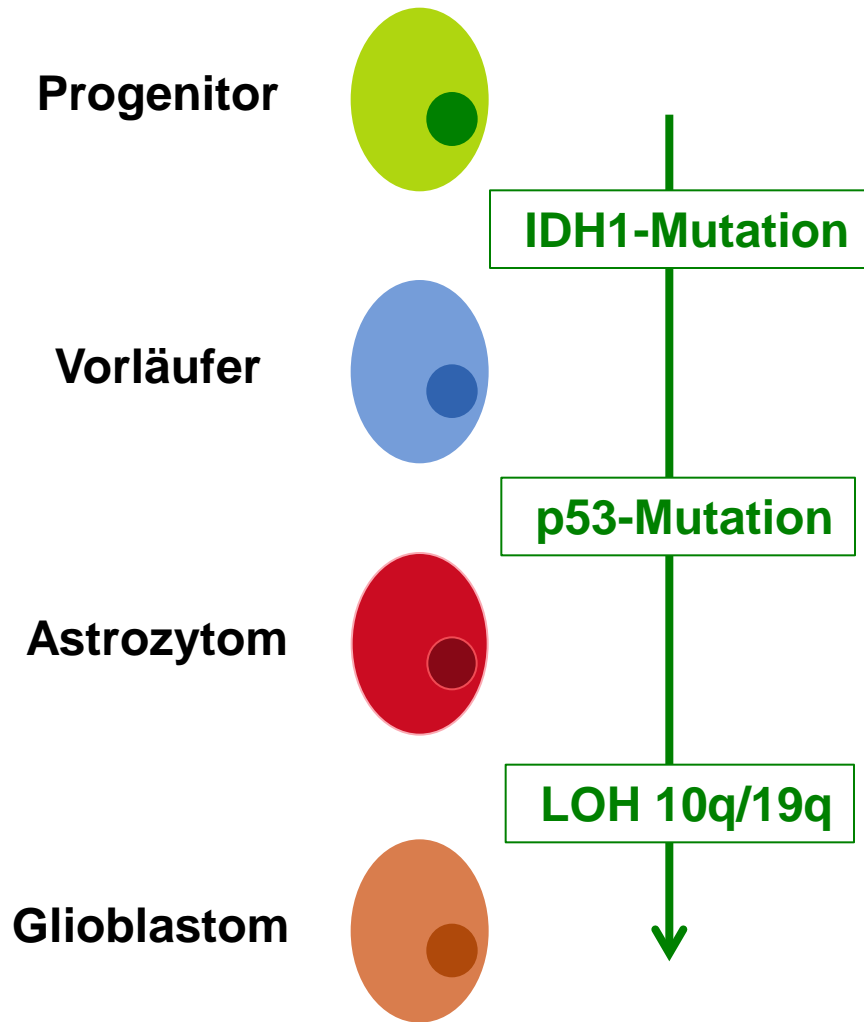 Progenitor
IDH1-Mutation
Vorläufer
p53-Mutation
Astrozytom
LOH 10q/19q
Glioblastom